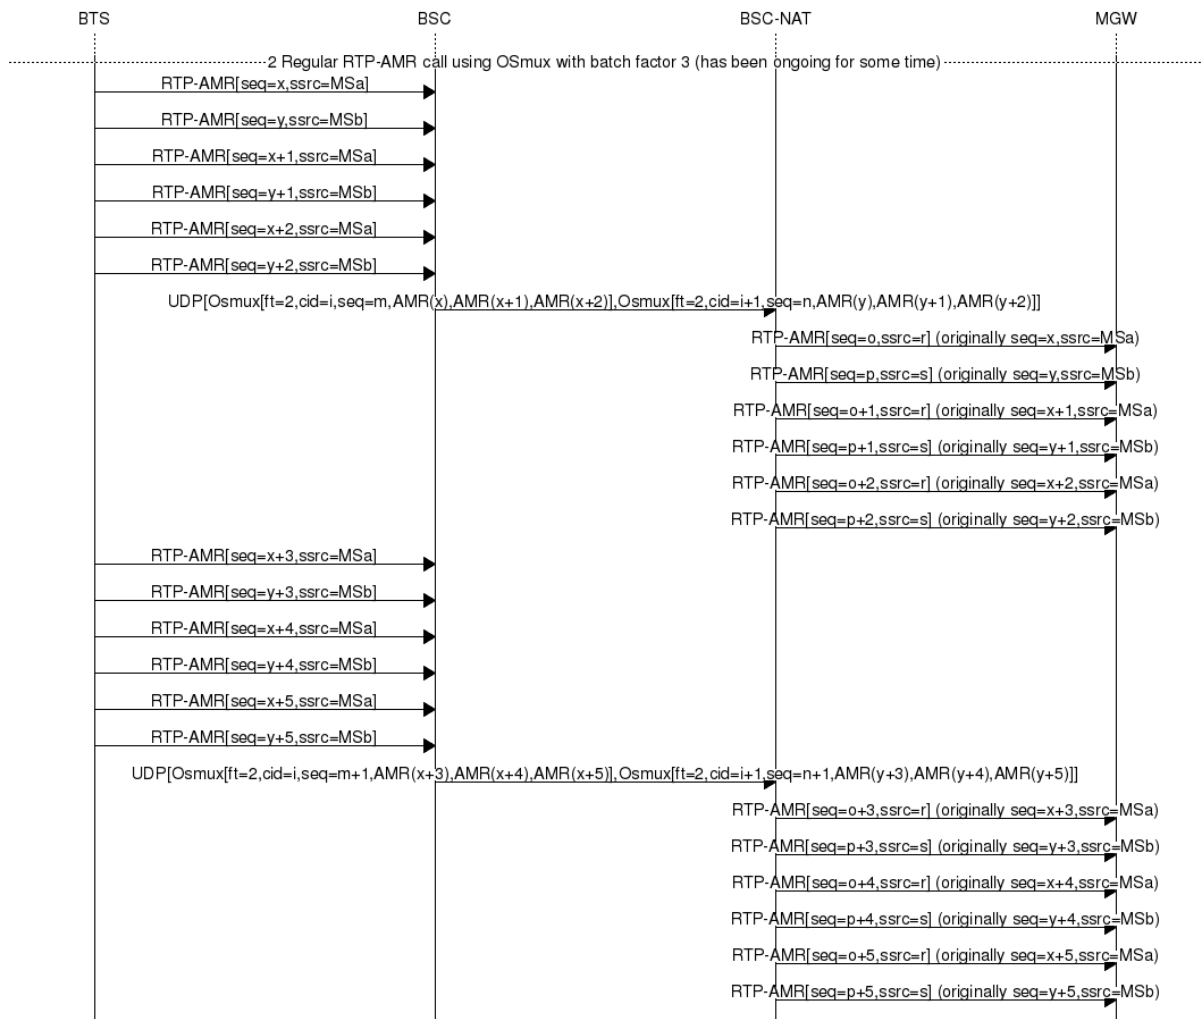 BTS BSC BSC-NAT MGW
2 Regular RTP-AMR call using OSmux with batch factor 3 (has been ongoing for some time)
RTP-AMR[seq=x,ssrc=MSa]
RTP-AMR[seq=y,ssrc=MSb]
RTP-AMR[seq=x+1,ssrc=MSa]
RTP-AMR[seq=y+1,ssrc=MSb]
RTP-AMR[seq=x+2,ssrc=MSa]
RTP-AMR[seq=y+2,ssrc=MSb]
UDP[Osmux[ft=2,cid=i,seq=m,AMR(x),AMR(x+1),AMR(x+2)],Osmux[ft=2,cid=i+1,seq=n,AMR(y),AMR(y+1),AMR(y+2)]]
RTP-AMR[seq=o,ssrc=r] (originally seq=x,ssrc=MSa)
RTP-AMR[seq=p,ssrc=s] (originally seq=y,ssrc=MSb)
RTP-AMR[seq=o+1,ssrc=r] (originally seq=x+1,ssrc=MSa)
RTP-AMR[seq=p+1,ssrc=s] (originally seq=y+1,ssrc=MSb)
RTP-AMR[seq=o+2,ssrc=r] (originally seq=x+2,ssrc=MSa)
RTP-AMR[seq=p+2,ssrc=s] (originally seq=y+2,ssrc=MSb)
RTP-AMR[seq=x+3,ssrc=MSa]
RTP-AMR[seq=y+3,ssrc=MSb]
RTP-AMR[seq=x+4,ssrc=MSa]
RTP-AMR[seq=y+4,ssrc=MSb]
RTP-AMR[seq=x+5,ssrc=MSa]
RTP-AMR[seq=y+5,ssrc=MSb]
UDP[Osmux[ft=2,cid=i,seq=m+1,AMR(x+3),AMR(x+4),AMR(x+5)],Osmux[ft=2,cid=i+1,seq=n+1,AMR(y+3),AMR(y+4),AMR(y+5)]]
RTP-AMR[seq=o+3,ssrc=r] (originally seq=x+3,ssrc=MSa)
RTP-AMR[seq=p+3,ssrc=s] (originally seq=y+3,ssrc=MSb)
RTP-AMR[seq=o+4,ssrc=r] (originally seq=x+4,ssrc=MSa)
RTP-AMR[seq=p+4,ssrc=s] (originally seq=y+4,ssrc=MSb)
RTP-AMR[seq=o+5,ssrc=r] (originally seq=x+5,ssrc=MSa)
RTP-AMR[seq=p+5,ssrc=s] (originally seq=y+5,ssrc=MSb)